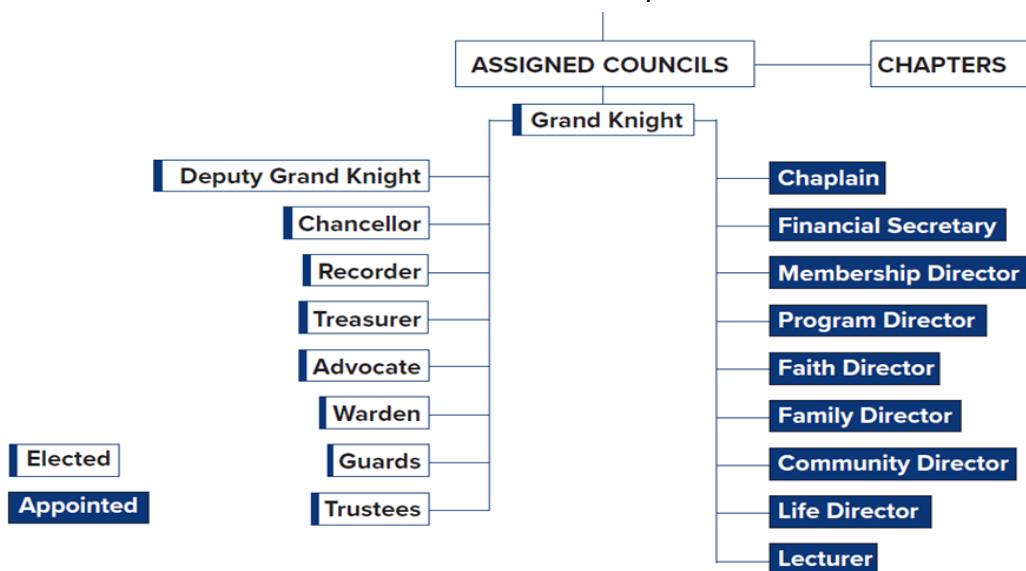 ASSIGNED COUNCILS
CHAPTERS
Grand Knight
Deputy Grand Knight
Chancellor
Recorder
Treasurer
Advocate
Warden
Guards
Trustees
Chaplain
Financial Secretary
Membership Director
Program Director
Faith Director
Family Director
Community Director
Life Director
Lecturer
Elected
Appointed